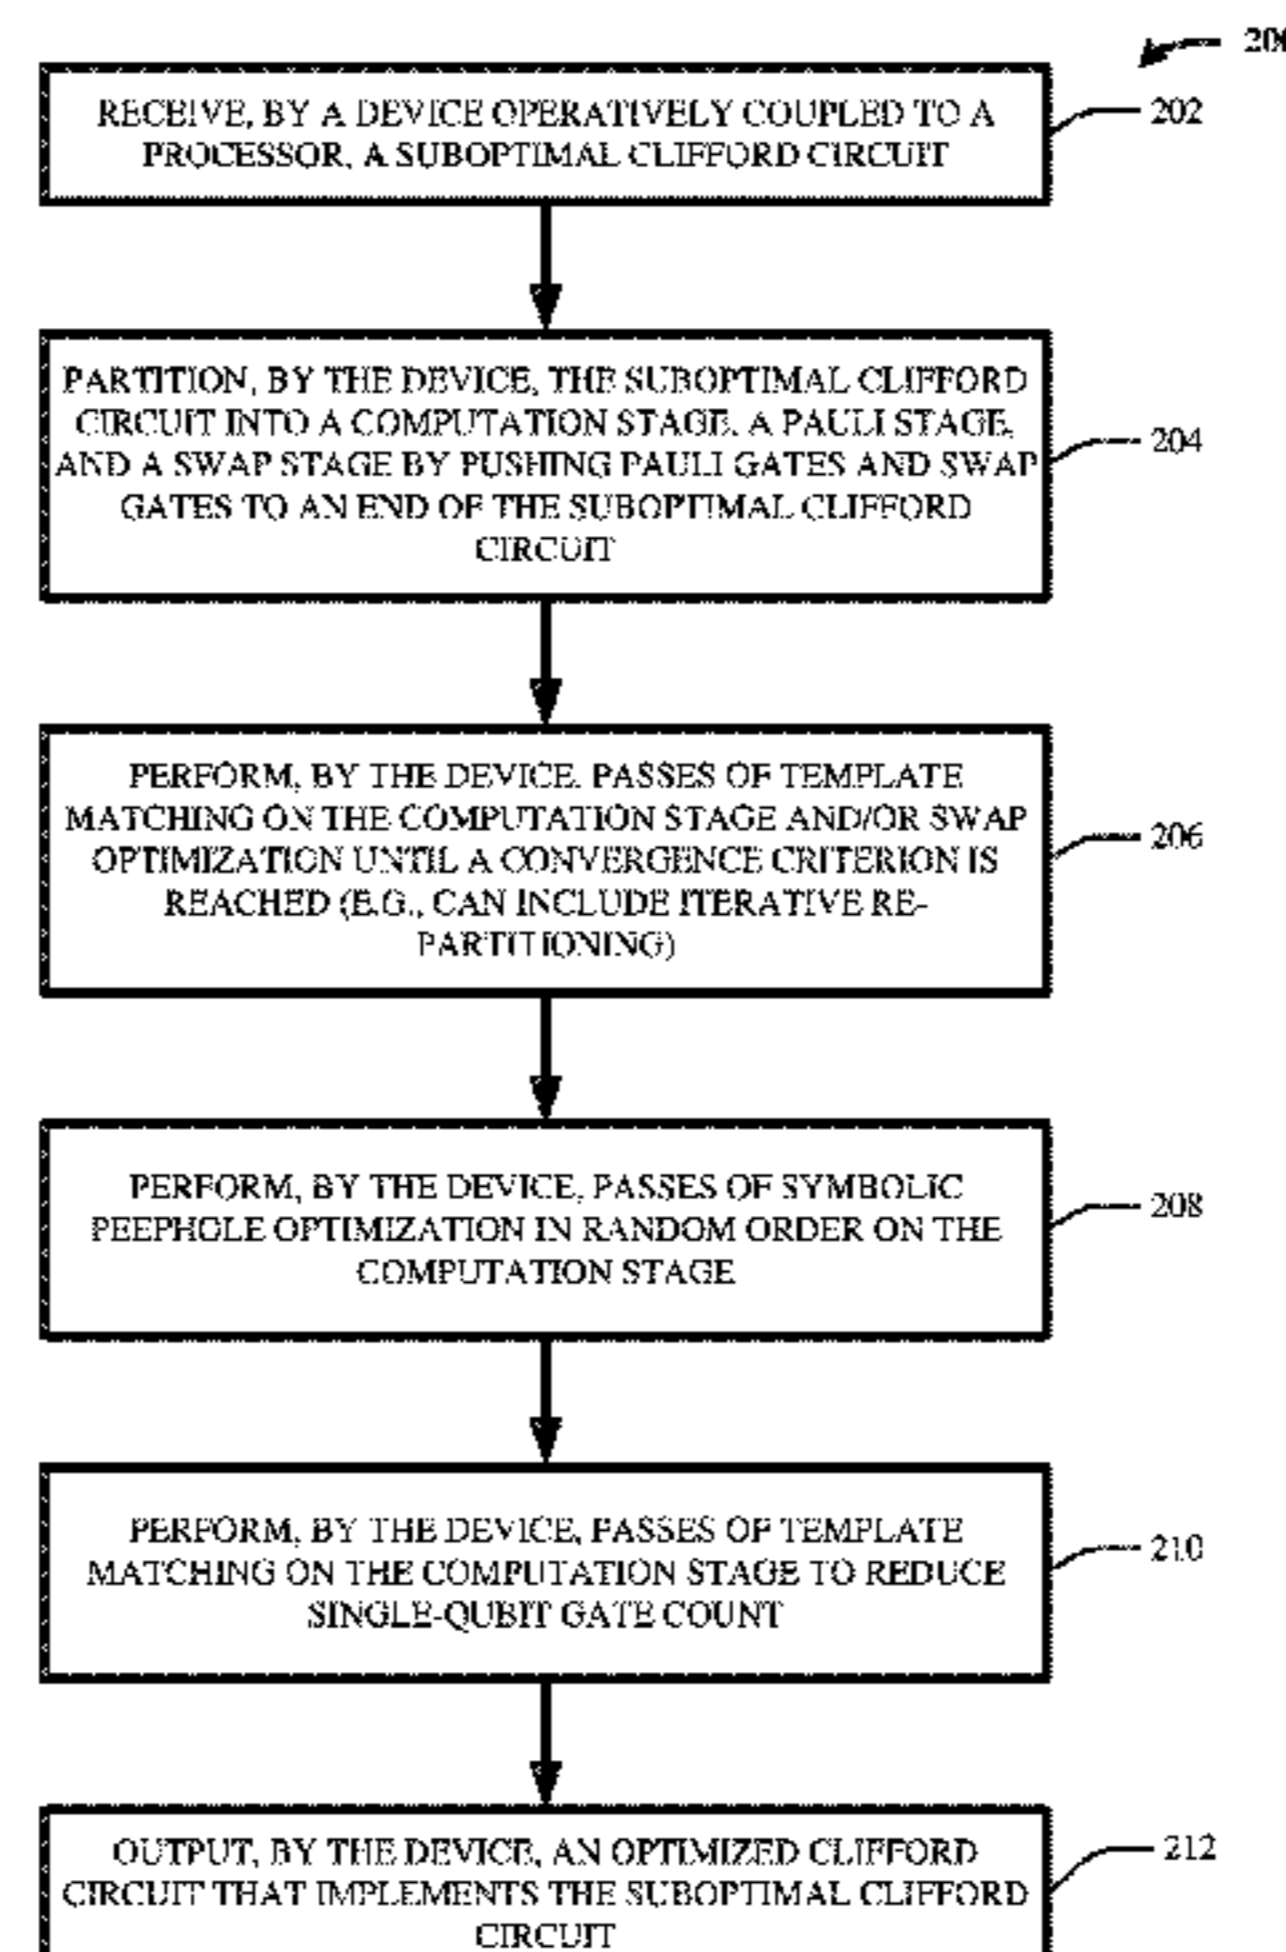 200
RECEIVE, BY A DEVICE OPERATIVELY COUPLED TO A
PROCESSOR, A SUBOPTIMAL CLIFFORD CIRCUIT
202
PARTITION, BY THE DEVICE, THE SUBOPTIMAL CLIFFORD
CIRCUIT INTO A COMPUTATION STAGE, A PAULI STAGE,
AND A SWAP STAGE BY PUSHING PAULI GATES AND SWAP
GATES TO AN END OF THE SUBOPTIMAL CLIFFORD
CIRCUIT
204
PERFORM, BY THE DEVICE, PASSES OF TEMPLATE
MATCHING ON THE COMPUTATION STAGE AND/OR SWAP
OPTIMIZATION UNTIL A CONVERGENCE CRITERION IS
REACHED (E.G., CAN INCLUDE ITERATIVE RE-
PARTITIONING)
206
PERFORM, BY THE DEVICE, PASSES OF SYMBOLIC
PEEPHOLE OPTIMIZATION IN RANDOM ORDER ON THE
COMPUTATION STAGE
208
PERFORM, BY THE DEVICE, PASSES OF TEMPLATE
MATCHING ON THE COMPUTATION STAGE TO REDUCE
SINGLE-QUBIT GATE COUNT
210
OUTPUT, BY THE DEVICE, AN OPTIMIZED CLIFFORD
CIRCUIT THAT IMPLEMENTS THE SUBOPTIMAL CLIFFORD
CIRCUIT
212